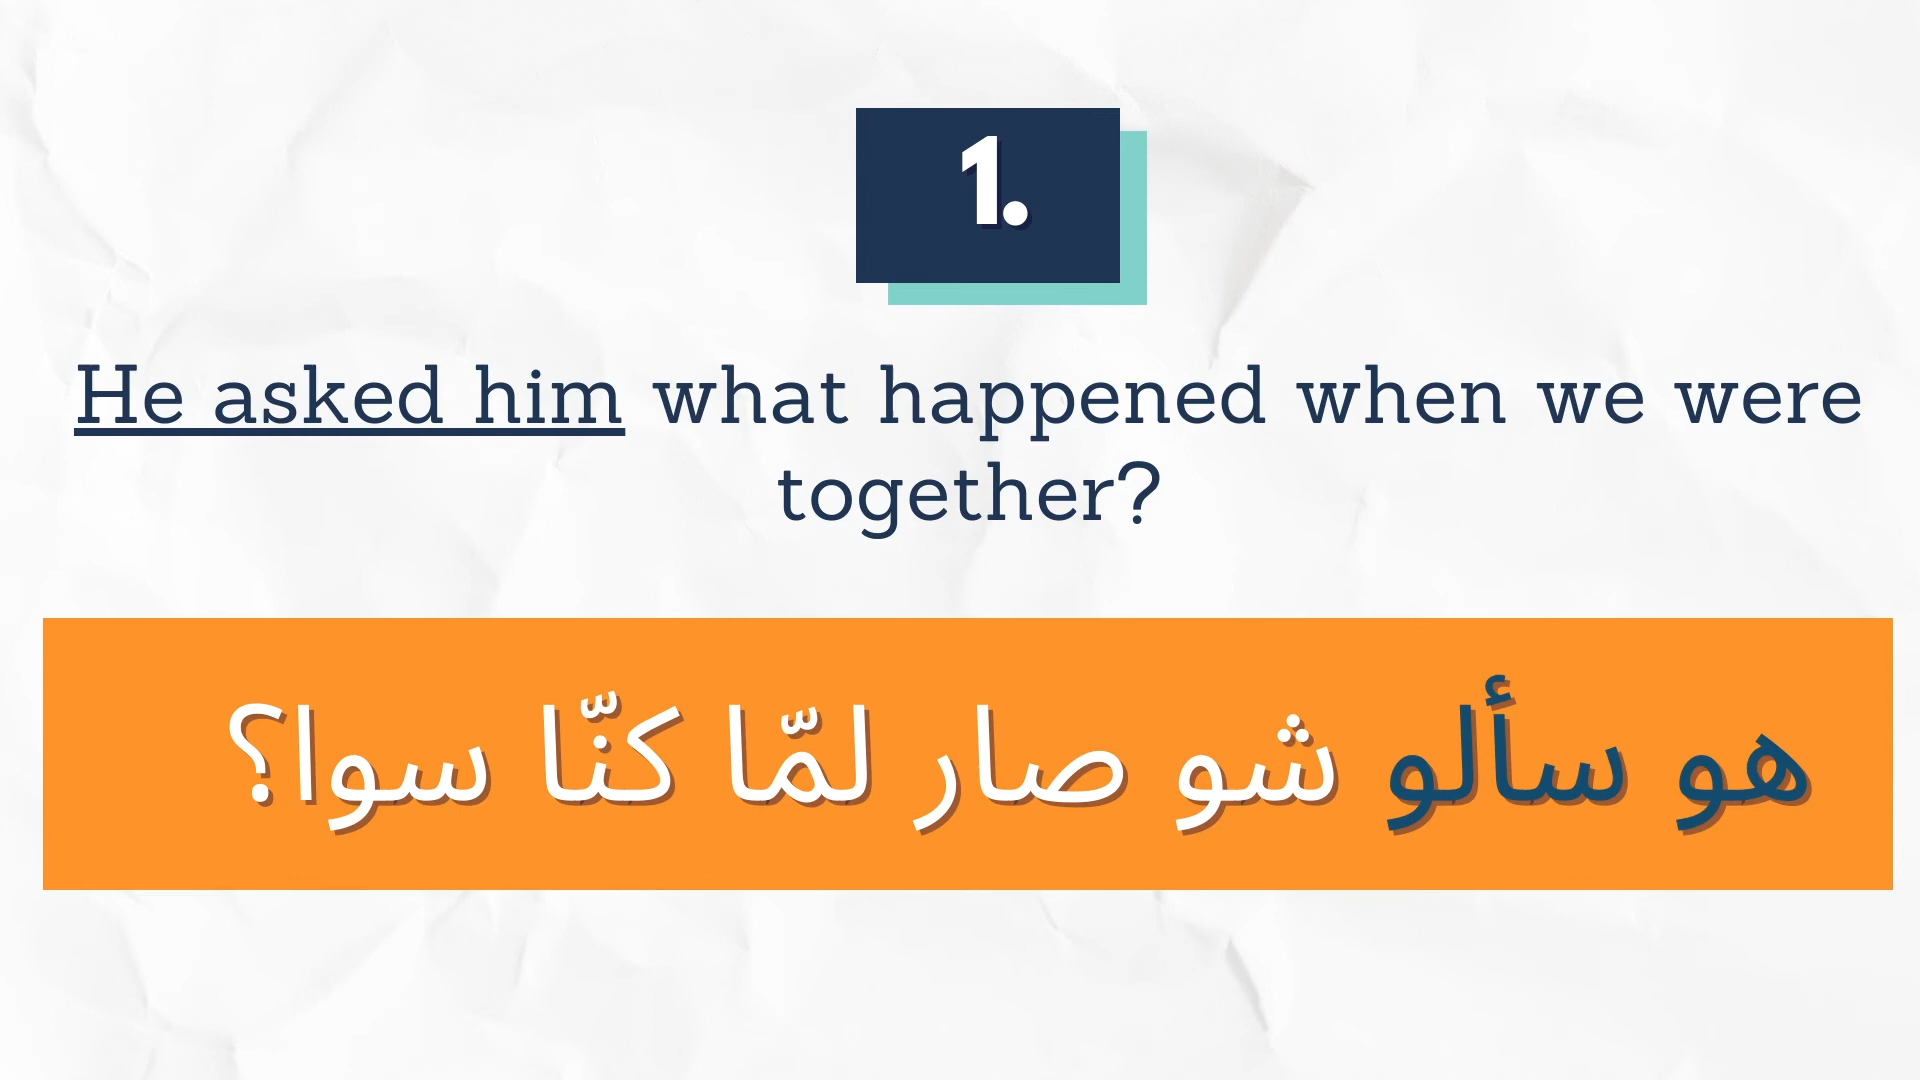 1.
He asked him what happened when we were
together?
هو سألو شو صار لمّا كنّا سوا؟